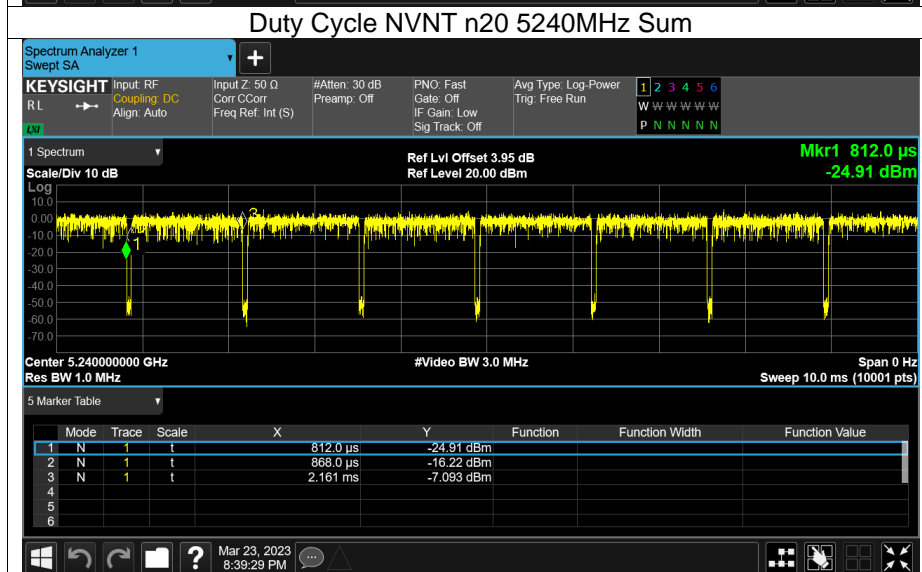 Duty Cycle NVNT n20 5240MHz Sum
Spectrum Analyzer 1
Swept SA
+
KEYSIGHT Input: RF Input Z: 50 Ω #Atten: 30 dB PNO: Fast Avg Type: Log-Power 1 2 3 4 5 6
RL Coupling: DC Corr CCorr Preamp: Off Gate: Off Trig: Free Run W W W W W W
Align: Auto Freq Ref: Int (S) IF Gain: Low
LXI Sig Track: Off P N N N N N
1 Spectrum Ref Lvl Offset 3.95 dB Mkr1 812.0 µs
Scale/Div 10 dB Ref Level 20.00 dBm -24.91 dBm
Log
10.0
0.00
-10.0
-20.0
-30.0
-40.0
-50.0
-60.0
-70.0
3
1
Center 5.240000000 GHz #Video BW 3.0 MHz Span 0 Hz
Res BW 1.0 MHz Sweep 10.0 ms (10001 pts)
5 Marker Table
Mode Trace Scale X Y Function Function Width Function Value
1 N 1 t 812.0 µs -24.91 dBm
2 N 1 t 868.0 µs -16.22 dBm
3 N 1 t 2.161 ms -7.093 dBm
4
5
6
? Mar 23, 2023
8:39:29 PM